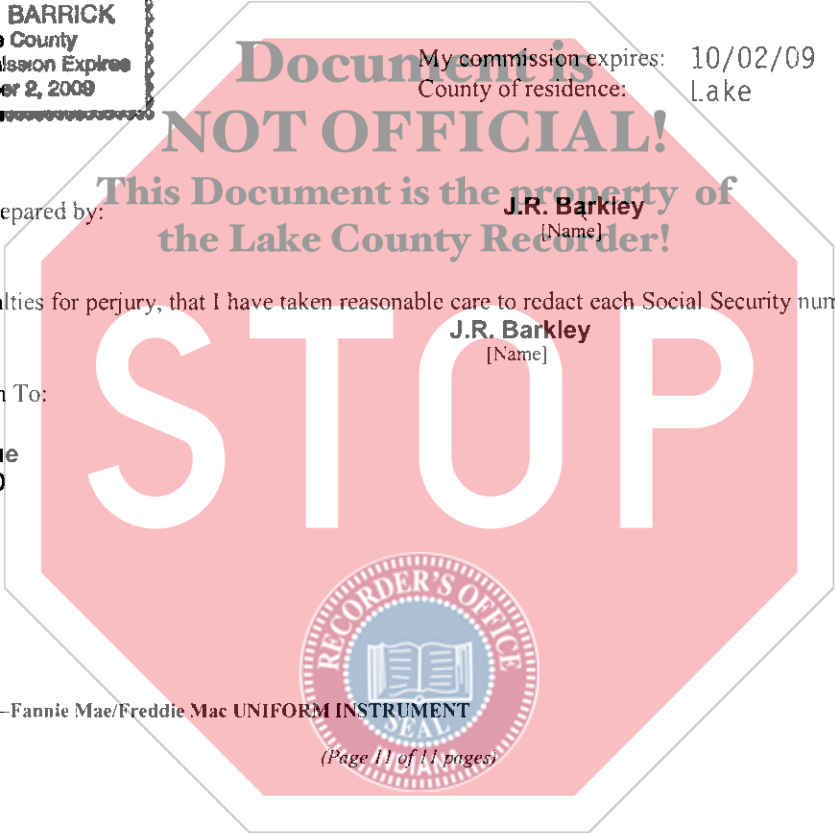 BARRICK
County
Expires
2, 2009
My commission expires: 10/02/09
County of residence: Lake
Document is
NOT OFFICIAL!
This Document is the property of
the Lake County Recorder!
epared by: J.R. Barkley
[Name]
lties for perjury, that I have taken reasonable care to redact each Social Security num
J.R. Barkley
[Name]
To:
STOP
RECORDER'S OFFICE
SEAL
INDIANA
–Fannie Mae/Freddie Mac UNIFORM INSTRUMENT
(Page 11 of 11 pages)